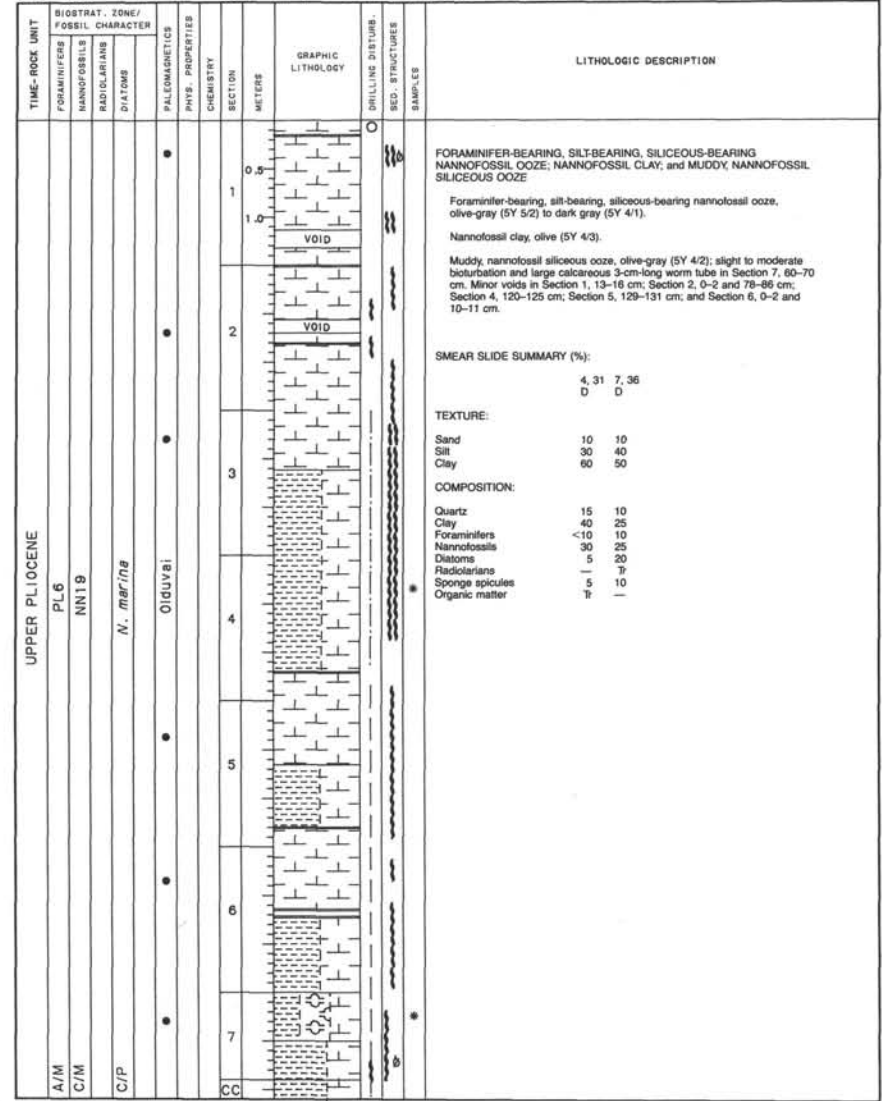 TIME-ROCK UNIT
BIOSTRAT. ZONE/
FOSSIL CHARACTER
FORAMINIFERS
NANNOFOSSILS
RADIOLARIANS
DIATOMS
PALEOMAGNETICS
PHYS. PROPERTIES
CHEMISTRY
SECTION
METERS
GRAPHIC
LITHOLOGY
DRILLING DISTURB.
SED. STRUCTURES
SAMPLES
LITHOLOGIC DESCRIPTION
UPPER PLIOCENE
PL6
NN19
N. marina
Olduvai
A/M
C/M
C/P
1
2
3
4
5
6
7
CC
0.5
1.0
VOID
VOID
FORAMINIFER-BEARING, SILT-BEARING, SILICEOUS-BEARING
NANNOFOSSIL OOZE; NANNOFOSSIL CLAY; and MUDDY, NANNOFOSSIL
SILICEOUS OOZE
Foraminifer-bearing, silt-bearing, siliceous-bearing nannofossil ooze,
olive-gray (5Y 5/2) to dark gray (5Y 4/1).
Nannofossil clay, olive (5Y 4/3).
Muddy, nannofossil siliceous ooze, olive-gray (5Y 4/2); slight to moderate
bioturbation and large calcareous 3-cm-long worm tube in Section 7, 60–70
cm. Minor voids in Section 1, 13–16 cm; Section 2, 0–2 and 78–86 cm;
Section 4, 120–125 cm; Section 5, 129–131 cm; and Section 6, 0–2 and
10–11 cm.
SMEAR SLIDE SUMMARY (%):
4, 31 7, 36
D D
TEXTURE:
Sand 10 10
Silt 30 40
Clay 60 50
COMPOSITION:
Quartz 15 10
Clay 40 25
Foraminifers <10 10
Nannofossils 30 25
Diatoms 5 20
Radiolarians — Tr
Sponge spicules 5 10
Organic matter Tr —